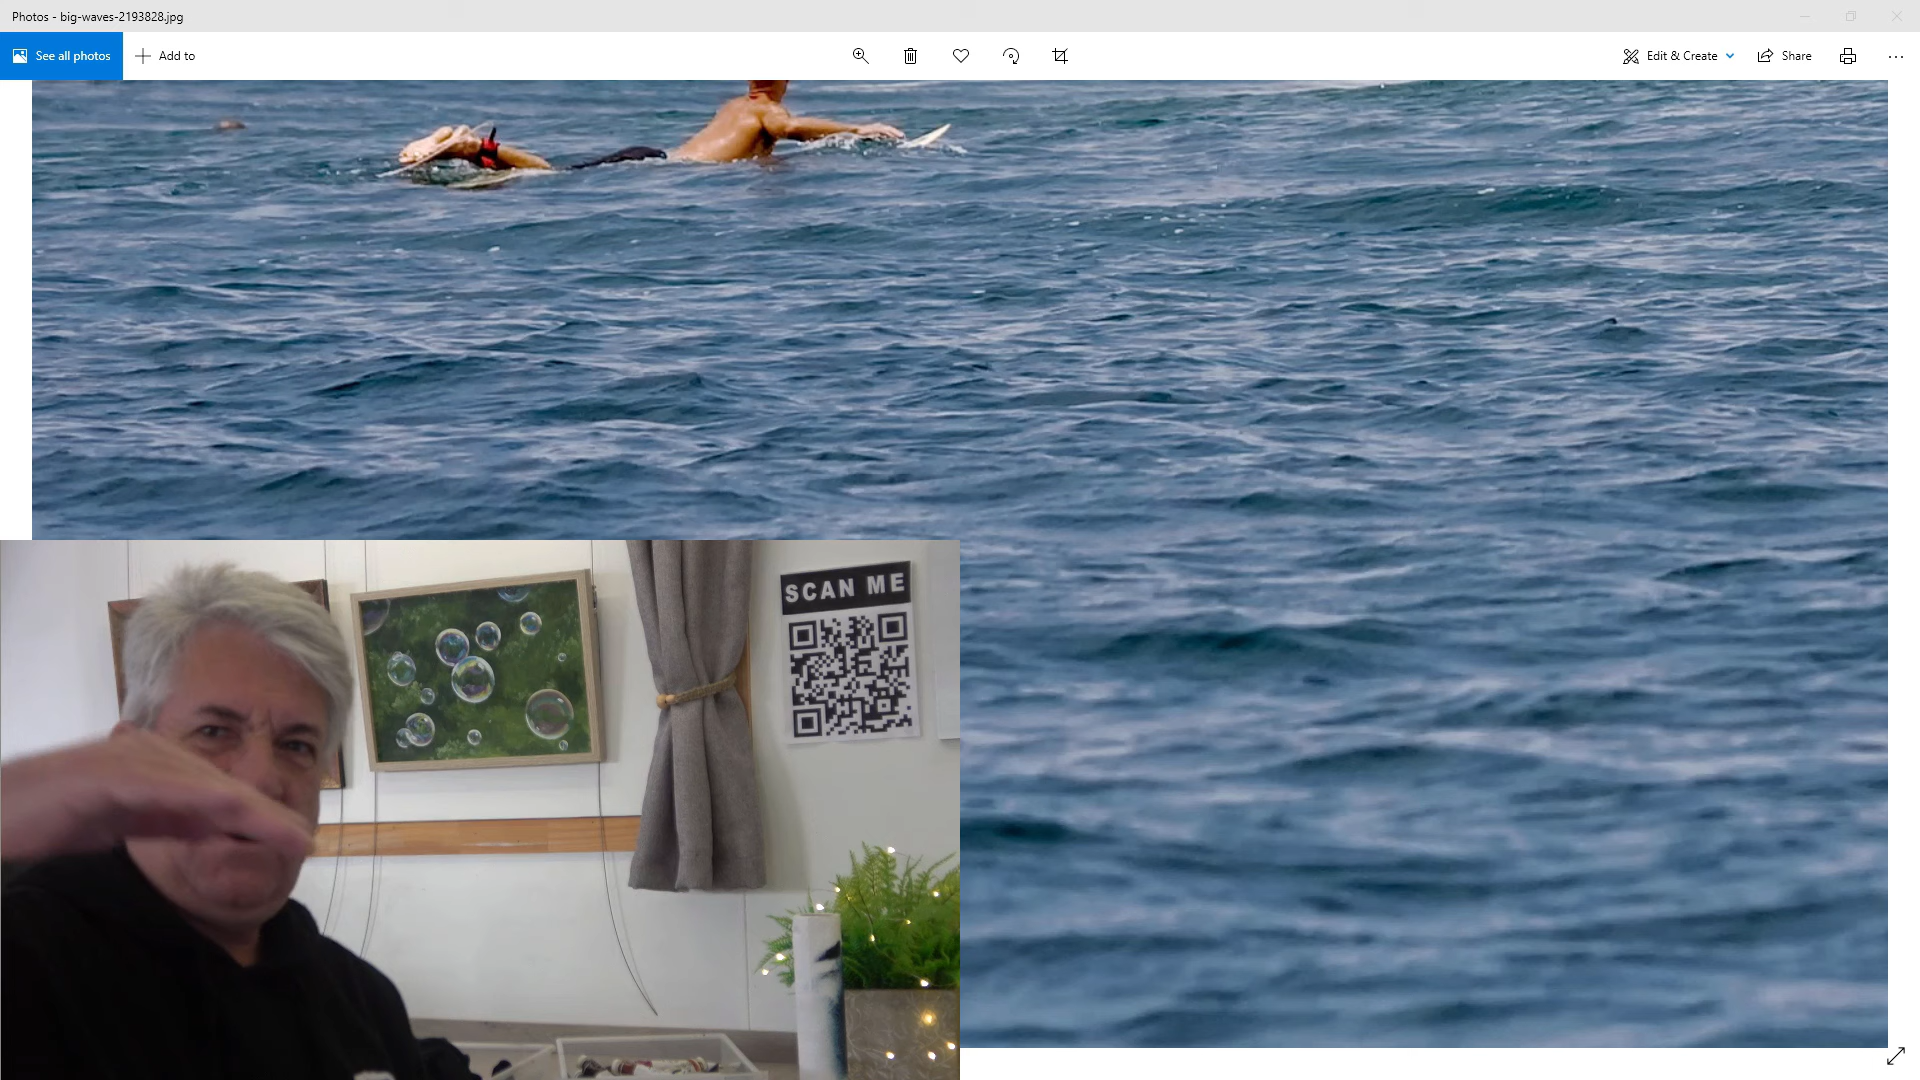 Photos - big-waves-2193828.jpg
See all photos
Add to
Edit & Create
Share
SCAN ME